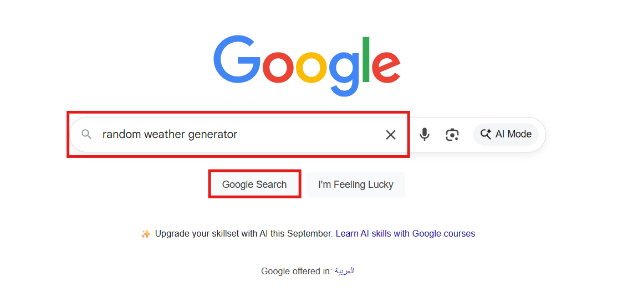 Google
random weather generator
AI Mode
Google Search
I'm Feeling Lucky
Upgrade your skillset with AI this September. Learn AI skills with Google courses
Google offered in: العربية